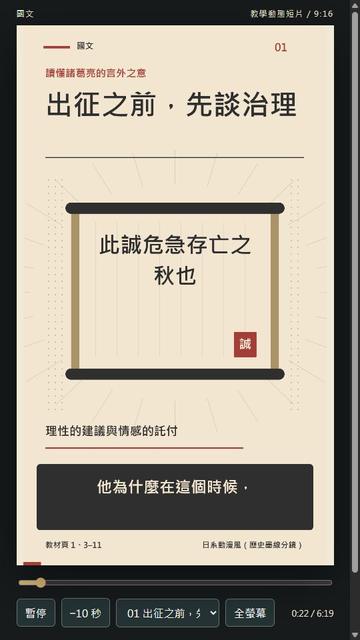 國文
教學動態短片 / 9:16
國文
01
讀懂諸葛亮的言外之意
出征之前，先談治理
此誠危急存亡之
秋也
誠
理性的建議與情感的託付
他為什麼在這個時候，
教材頁 1、3–11
日系動漫風（歷史墨線分鏡）
暫停
−10 秒
01 出征之前，先
全螢幕
0:22 / 6:19